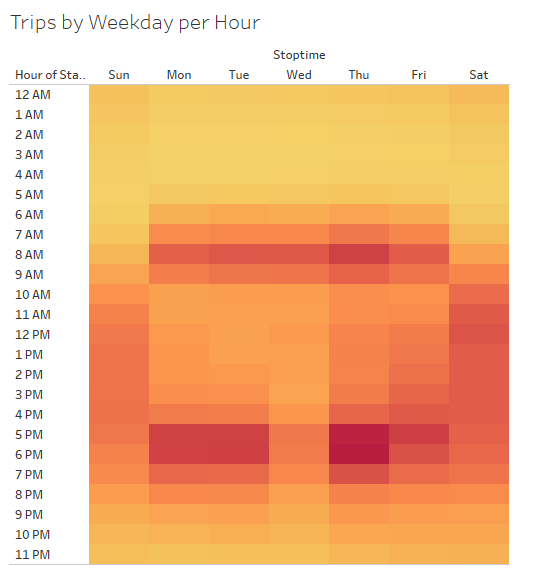 Trips by Weekday per Hour
Stoptime
Hour of Sta.. Sun Mon Tue Wed Thu Fri Sat
12 AM
1 AM
2 AM
3 AM
4 AM
5 AM
6 AM
7 AM
8 AM
9 AM
10 AM
11 AM
12 PM
1 PM
2 PM
3 PM
4 PM
5 PM
6 PM
7 PM
8 PM
9 PM
10 PM
11 PM